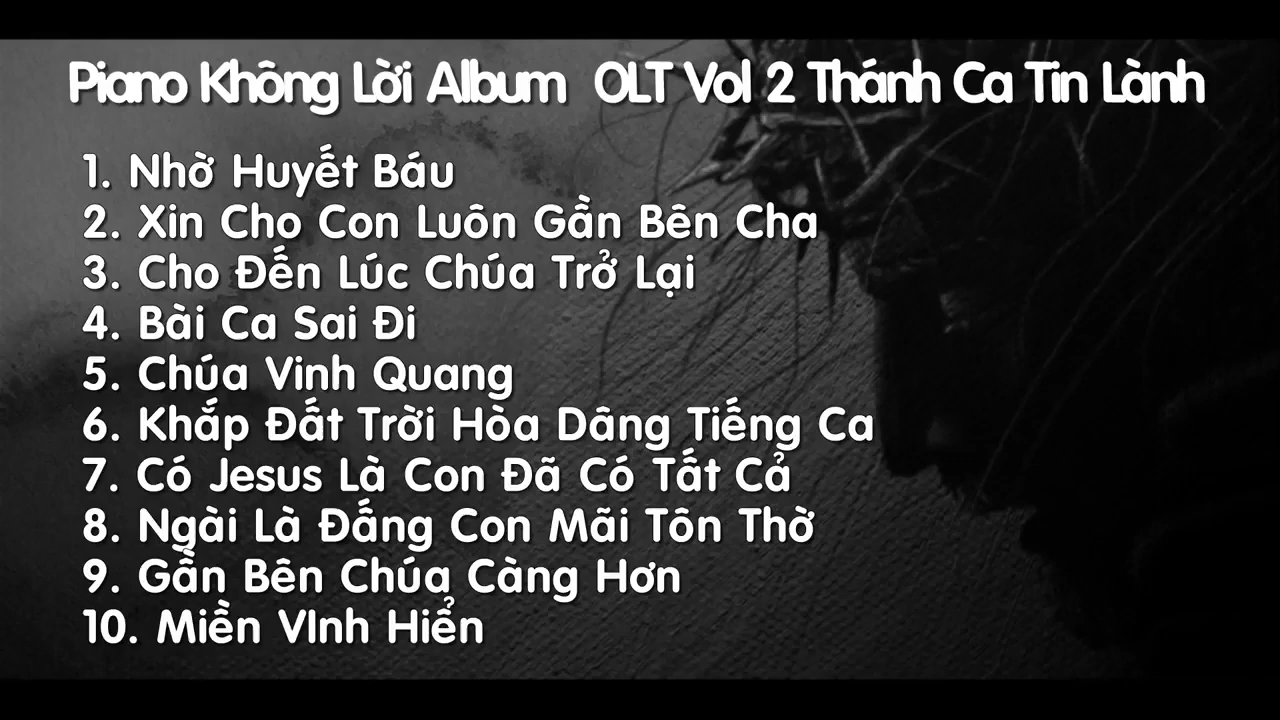 Piano Không Lời Album OLT Vol 2 Thánh Ca Tin Lành
1. Nhờ Huyết Báu
2. Xin Cho Con Luôn Gần Bên Cha
3. Cho Đến Lúc Chúa Trở Lại
4. Bài Ca Sai Đi
5. Chúa Vinh Quang
6. Khắp Đất Trời Hòa Dâng Tiếng Ca
7. Có Jesus Là Con Đã Có Tất Cả
8. Ngài Là Đấng Con Mãi Tôn Thờ
9. Gần Bên Chúa Càng Hơn
10. Miền VInh Hiển